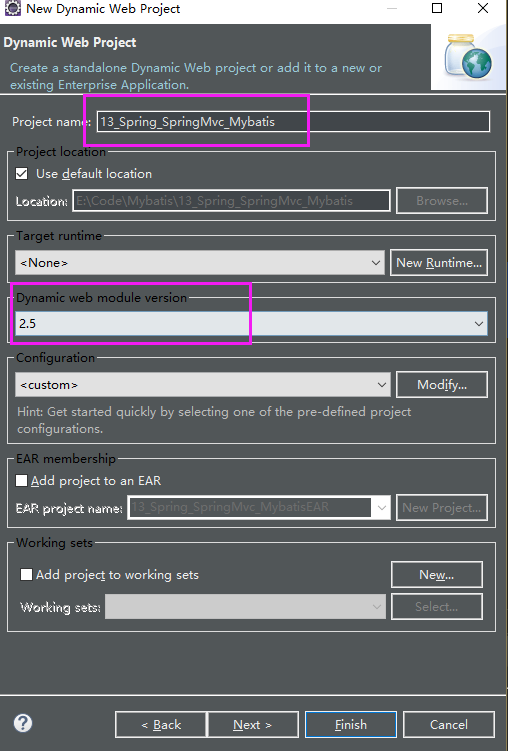 New Dynamic Web Project
Dynamic Web Project
Create a standalone Dynamic Web project or add it to a new or
existing Enterprise Application.
Project name: 13_Spring_SpringMvc_Mybatis
Project location
Use default location
Location: E:\Code\Mybatis\13_Spring_SpringMvc_Mybatis Browse...
Target runtime
<None> New Runtime...
Dynamic web module version
2.5
Configuration
<custom> Modify...
Hint: Get started quickly by selecting one of the pre-defined project
configurations.
EAR membership
Add project to an EAR
EAR project name: 13_Spring_SpringMvc_MybatisEAR New Project...
Working sets
Add project to working sets New...
Working sets: Select...
? < Back Next > Finish Cancel